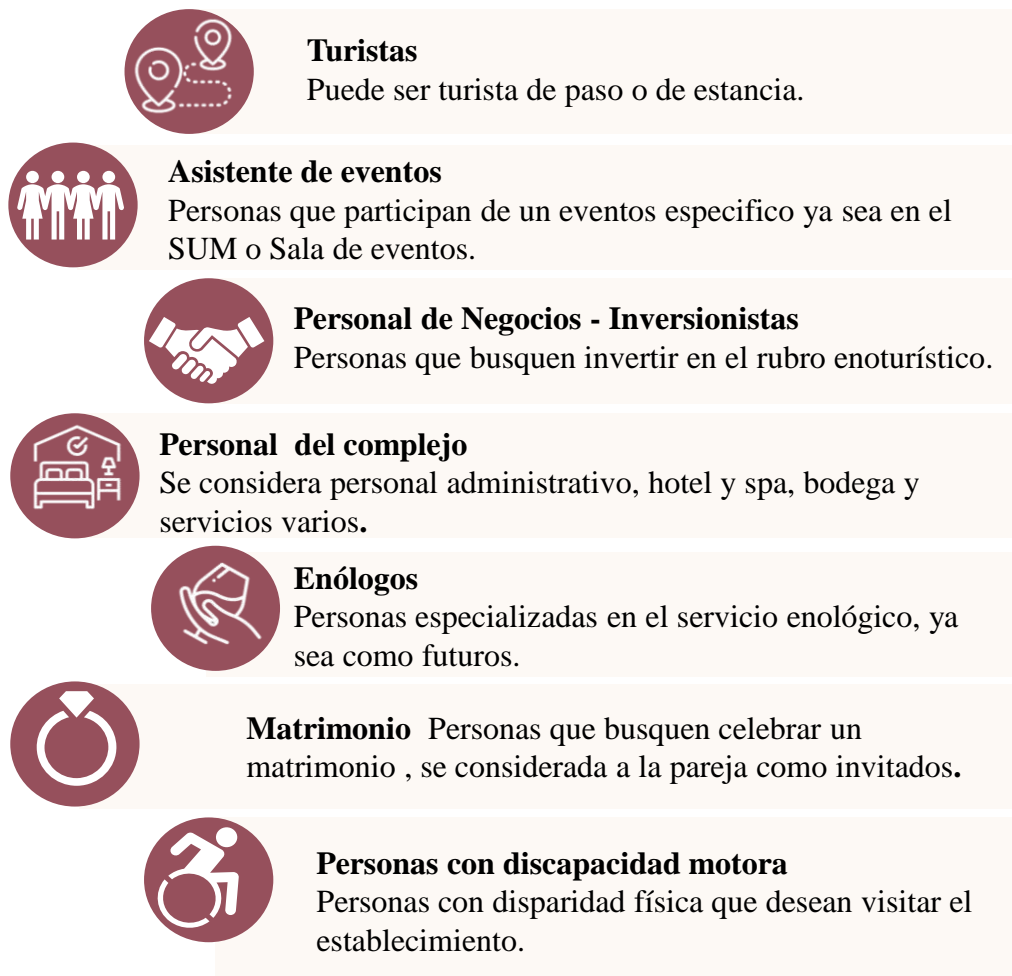 Turistas
Puede ser turista de paso o de estancia.
Asistente de eventos
Personas que participan de un eventos especifico ya sea en el
SUM o Sala de eventos.
Personal de Negocios - Inversionistas
Personas que busquen invertir en el rubro enoturístico.
Personal  del complejo
Se considera personal administrativo, hotel y spa, bodega y
servicios varios.
Enólogos
Personas especializadas en el servicio enológico, ya
sea como futuros.
Matrimonio  Personas que busquen celebrar un
matrimonio , se considerada a la pareja como invitados.
Personas con discapacidad motora
Personas con disparidad física que desean visitar el
establecimiento.